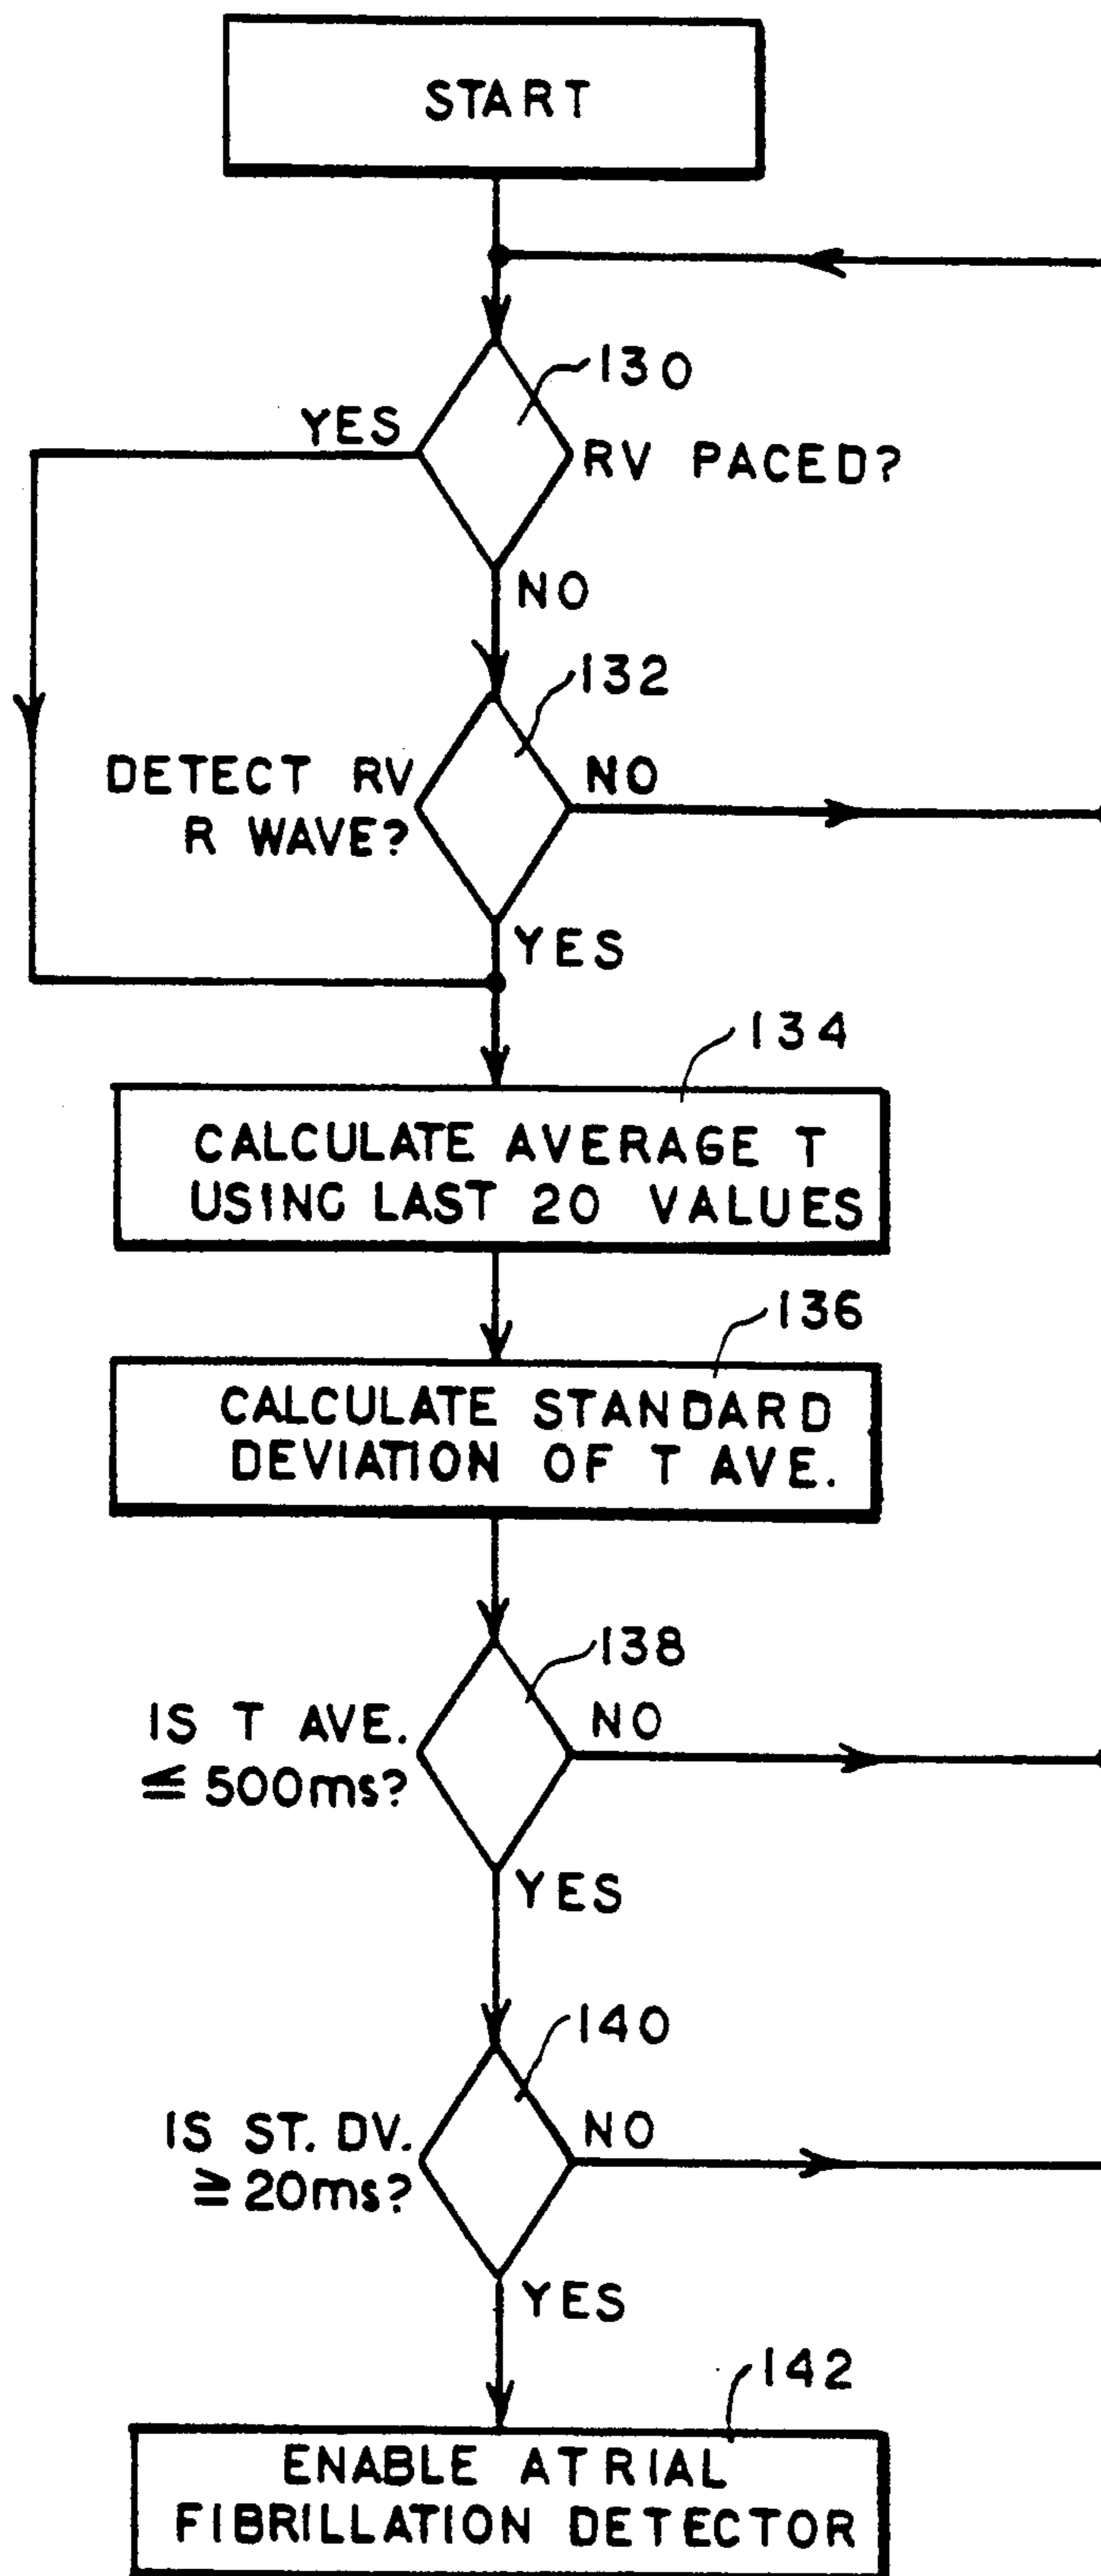 START
130
YES
RV PACED?
NO
132
DETECT RV
R WAVE?
NO
YES
134
CALCULATE AVERAGE T
USING LAST 20 VALUES
136
CALCULATE STANDARD
DEVIATION OF T AVE.
138
IS T AVE.
≦ 500ms?
NO
YES
140
IS ST. DV.
≧ 20ms?
NO
YES
142
ENABLE ATRIAL
FIBRILLATION DETECTOR